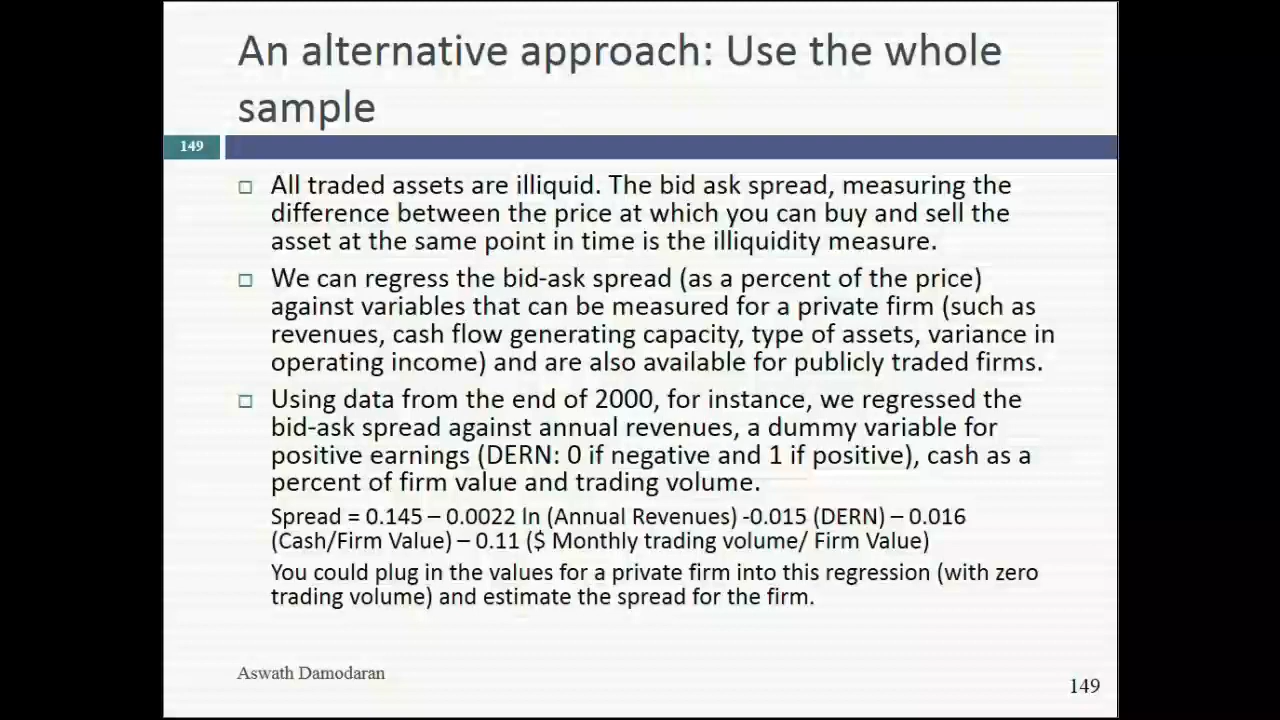 An alternative approach: Use the whole
sample
149
All traded assets are illiquid. The bid ask spread, measuring the
difference between the price at which you can buy and sell the
asset at the same point in time is the illiquidity measure.
We can regress the bid-ask spread (as a percent of the price)
against variables that can be measured for a private firm (such as
revenues, cash flow generating capacity, type of assets, variance in
operating income) and are also available for publicly traded firms.
Using data from the end of 2000, for instance, we regressed the
bid-ask spread against annual revenues, a dummy variable for
positive earnings (DERN: 0 if negative and 1 if positive), cash as a
percent of firm value and trading volume.
Spread = 0.145 – 0.0022 ln (Annual Revenues) -0.015 (DERN) – 0.016
(Cash/Firm Value) – 0.11 ($ Monthly trading volume/ Firm Value)
You could plug in the values for a private firm into this regression (with zero
trading volume) and estimate the spread for the firm.
Aswath Damodaran
149